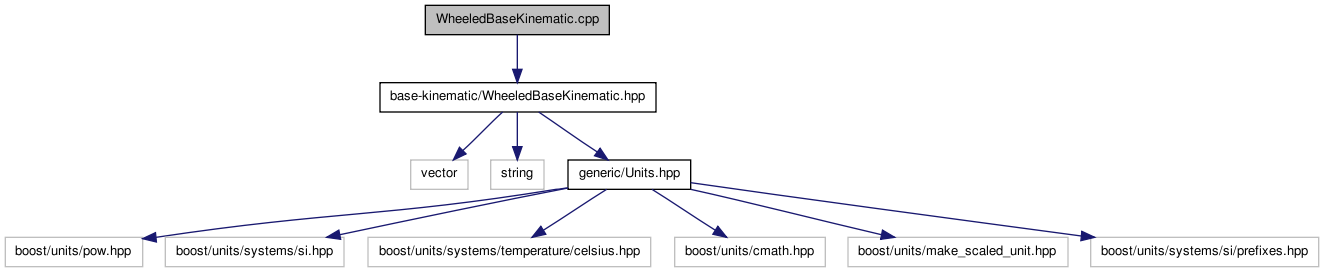 WheeledBaseKinematic.cpp
base-kinematic/WheeledBaseKinematic.hpp
vector
string
generic/Units.hpp
boost/units/pow.hpp
boost/units/systems/si.hpp
boost/units/systems/temperature/celsius.hpp
boost/units/cmath.hpp
boost/units/make_scaled_unit.hpp
boost/units/systems/si/prefixes.hpp